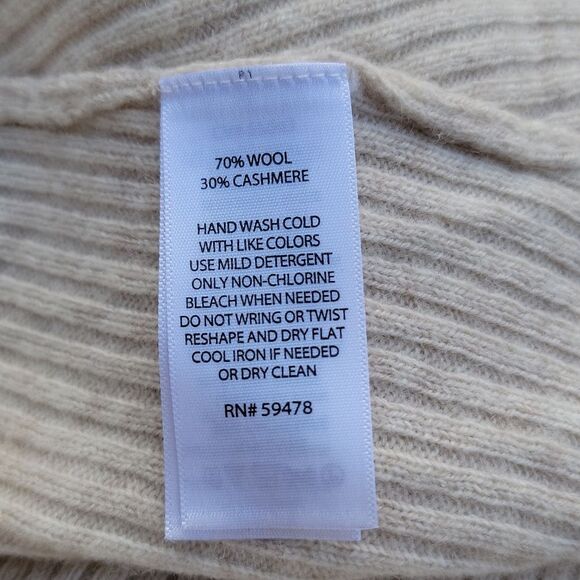 70% WOOL
30% CASHMERE
HAND WASH COLD
WITH LIKE COLORS
USE MILD DETERGENT
ONLY NON-CHLORINE
BLEACH WHEN NEEDED
DO NOT WRING OR TWIST
RESHAPE AND DRY FLAT
COOL IRON IF NEEDED
OR DRY CLEAN
RN# 59478